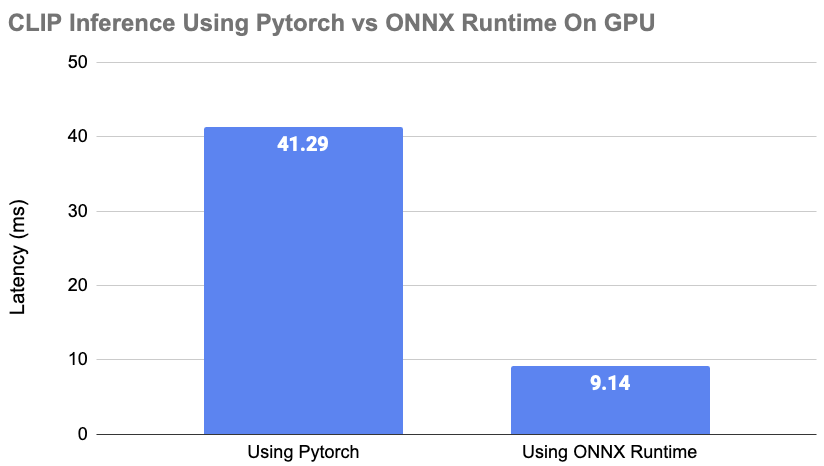 CLIP Inference Using Pytorch vs ONNX Runtime On GPU
50
40
30
20
10
0
Latency (ms)
41.29
9.14
Using Pytorch
Using ONNX Runtime